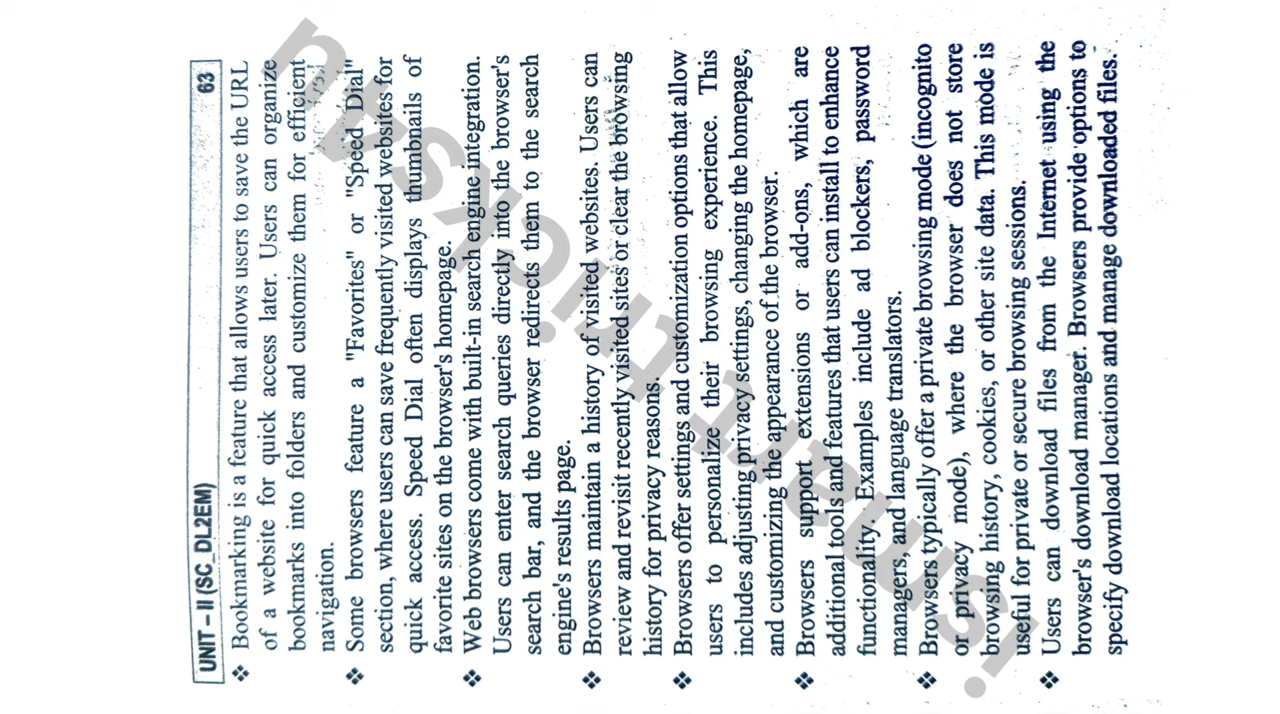 UNIT – II (SC_DL2EM) 63
❖ Bookmarking is a feature that allows users to save the URL
of a website for quick access later. Users can organize
bookmarks into folders and customize them for efficient
navigation.
❖ Some browsers feature a "Favorites" or "Speed Dial"
section, where users can save frequently visited websites for
quick access. Speed Dial often displays thumbnails of
favorite sites on the browser's homepage.
❖ Web browsers come with built-in search engine integration.
Users can enter search queries directly into the browser's
search bar, and the browser redirects them to the search
engine's results page.
❖ Browsers maintain a history of visited websites. Users can
review and revisit recently visited sites or clear the browsing
history for privacy reasons.
❖ Browsers offer settings and customization options that allow
users to personalize their browsing experience. This
includes adjusting privacy settings, changing the homepage,
and customizing the appearance of the browser.
❖ Browsers support extensions or add-ons, which are
additional tools and features that users can install to enhance
functionality. Examples include ad blockers, password
managers, and language translators.
❖ Browsers typically offer a private browsing mode (incognito
or privacy mode), where the browser does not store
browsing history, cookies, or other site data. This mode is
useful for private or secure browsing sessions.
❖ Users can download files from the Internet using the
browser's download manager. Browsers provide options to
specify download locations and manage downloaded files.
ismart tricksau